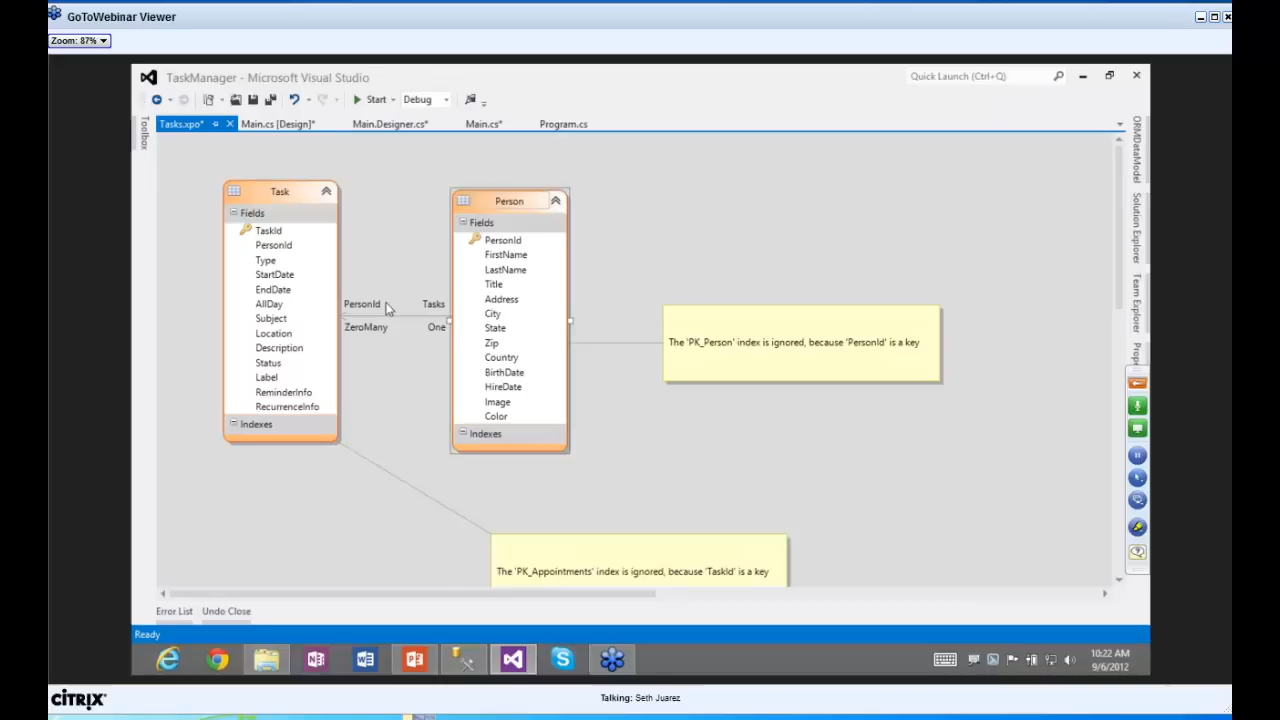 GoToWebinar Viewer
Zoom: 87%
TaskManager - Microsoft Visual Studio
Quick Launch (Ctrl+Q)
Start
Debug
Tasks.xpo*
Main.cs [Design]*
Main.Designer.cs*
Main.cs*
Program.cs
Toolbox
Task
Fields
TaskId
PersonId
Type
StartDate
EndDate
AllDay
Subject
Location
Description
Status
Label
ReminderInfo
RecurrenceInfo
Indexes
PersonId
Tasks
ZeroMany
One
Person
Fields
PersonId
FirstName
LastName
Title
Address
City
State
Zip
Country
BirthDate
HireDate
Image
Color
Indexes
The 'PK_Person' index is ignored, because 'PersonId' is a key
The 'PK_Appointments' index is ignored, because 'TaskId' is a key
ORMDataModel
Solution Explorer
Team Explorer
Prope
Error List
Undo Close
Ready
10:22 AM
9/6/2012
CITRIX
Talking: Seth Juarez